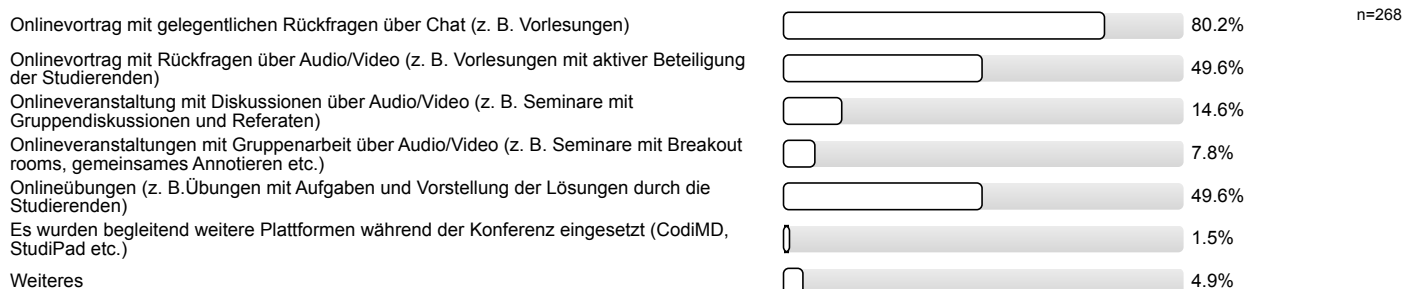 Onlinevortrag mit gelegentlichen Rückfragen über Chat (z. B. Vorlesungen) 80.2% n=268
Onlinevortrag mit Rückfragen über Audio/Video (z. B. Vorlesungen mit aktiver Beteiligung
der Studierenden) 49.6%
Onlineveranstaltung mit Diskussionen über Audio/Video (z. B. Seminare mit
Gruppendiskussionen und Referaten) 14.6%
Onlineveranstaltungen mit Gruppenarbeit über Audio/Video (z. B. Seminare mit Breakout
rooms, gemeinsames Annotieren etc.) 7.8%
Onlineübungen (z. B.Übungen mit Aufgaben und Vorstellung der Lösungen durch die
Studierenden) 49.6%
Es wurden begleitend weitere Plattformen während der Konferenz eingesetzt (CodiMD,
StudiPad etc.) 1.5%
Weiteres 4.9%